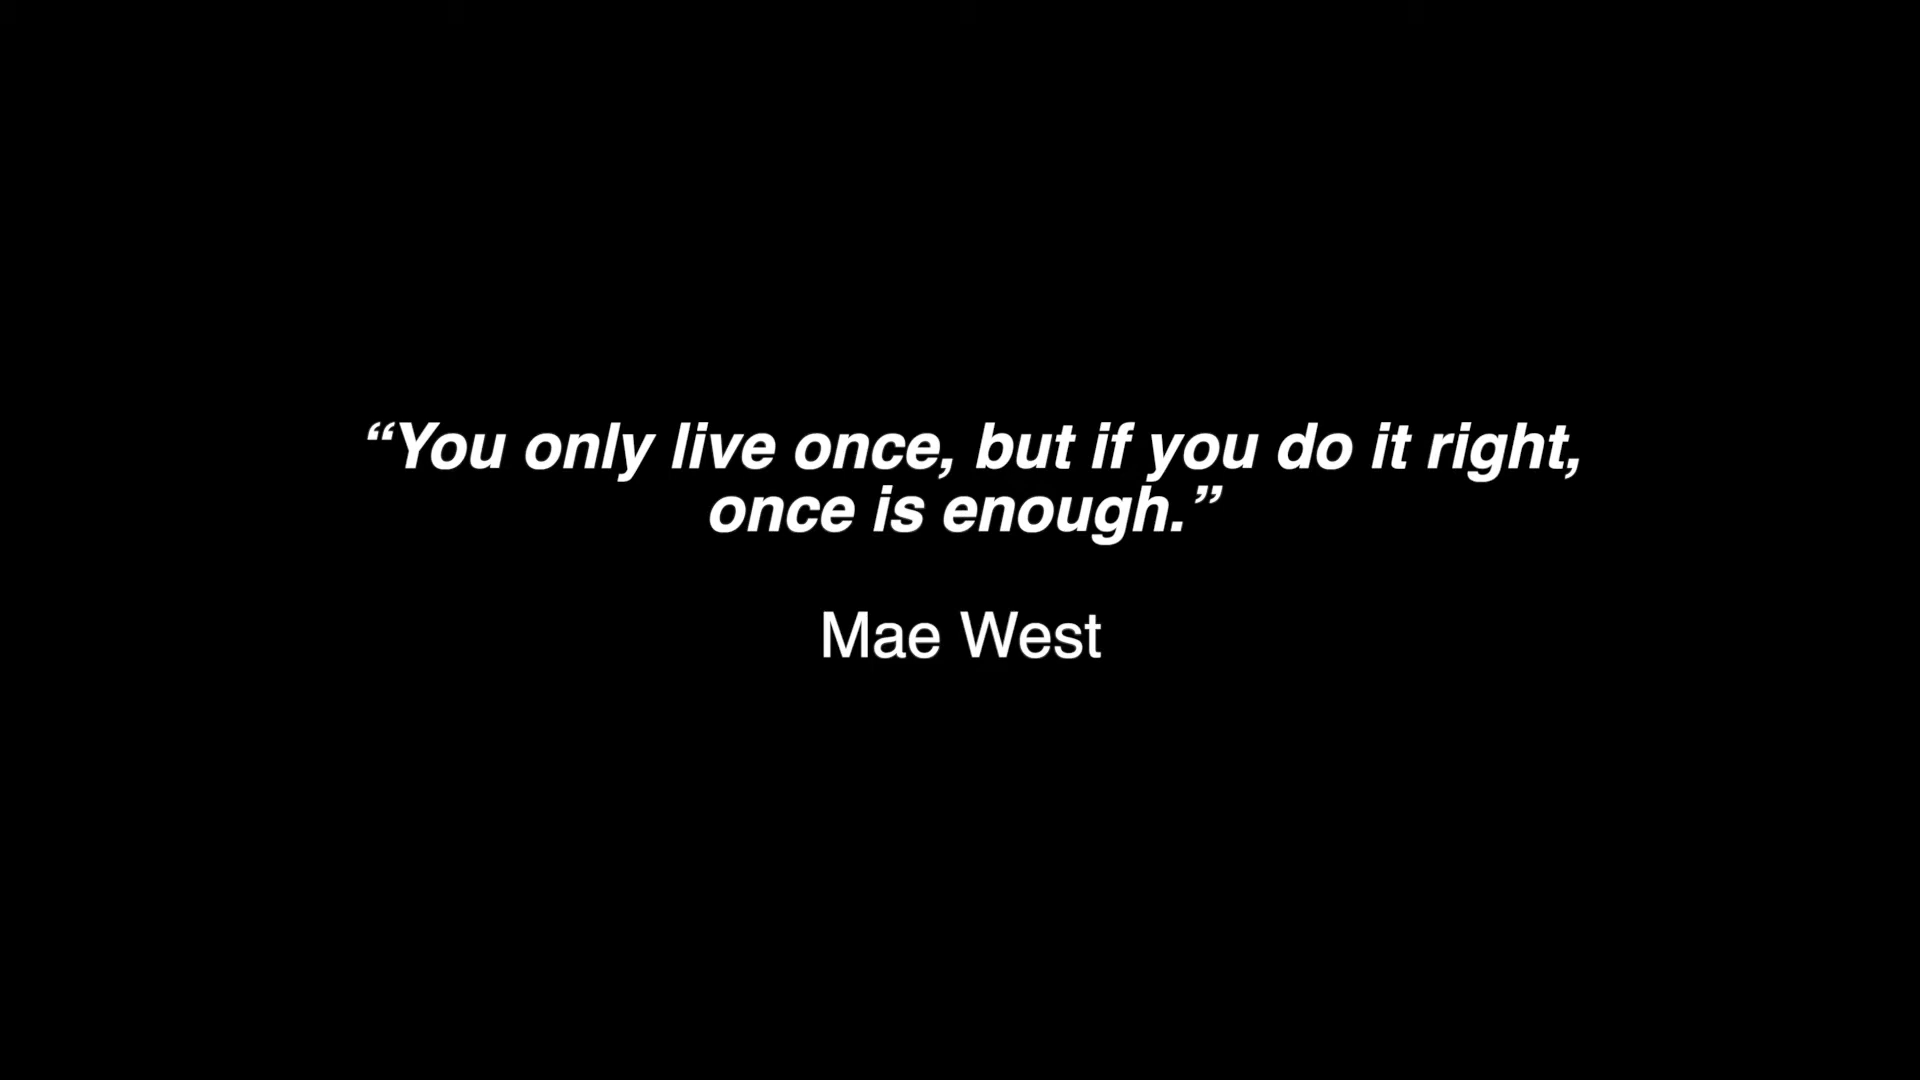 “You only live once, but if you do it right,
once is enough.”
Mae West